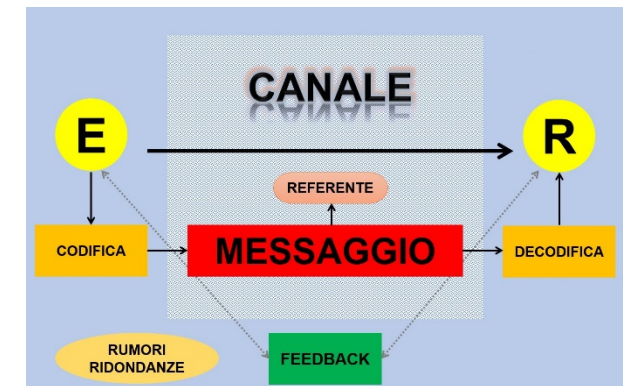 CANALE
E
R
REFERENTE
CODIFICA
MESSAGGIO
DECODIFICA
RUMORI
RIDONDANZE
FEEDBACK